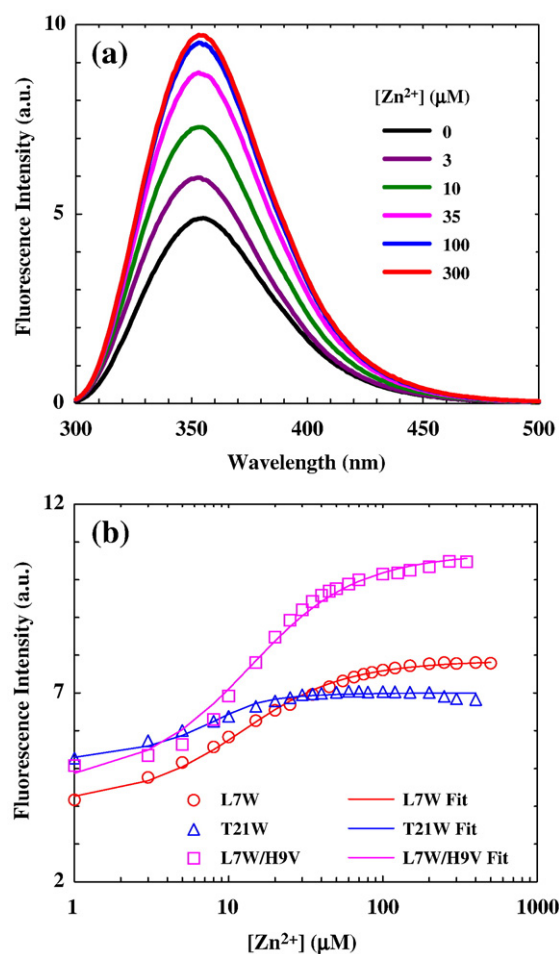 (a)
10
5
0
Fluorescence Intensity (a.u.)
[Zn²⁺] (μM)
0
3
10
35
100
300
300 350 400 450 500
Wavelength (nm)
(b)
12
7
2
Fluorescence Intensity (a.u.)
L7W L7W Fit
T21W T21W Fit
L7W/H9V L7W/H9V Fit
1 10 100 1000
[Zn²⁺] (μM)